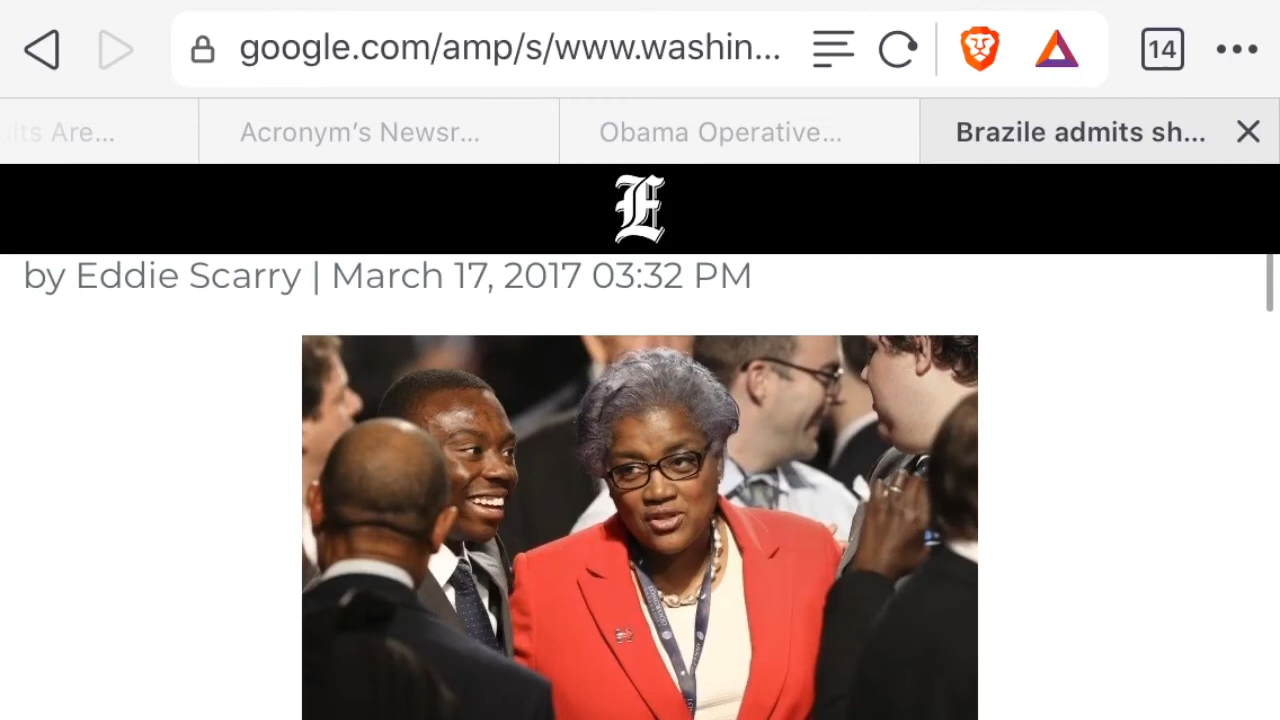 google.com/amp/s/www.washin...
14
lts Are...
Acronym's Newsr...
Obama Operative...
Brazile admits sh...
E
by Eddie Scarry | March 17, 2017 03:32 PM